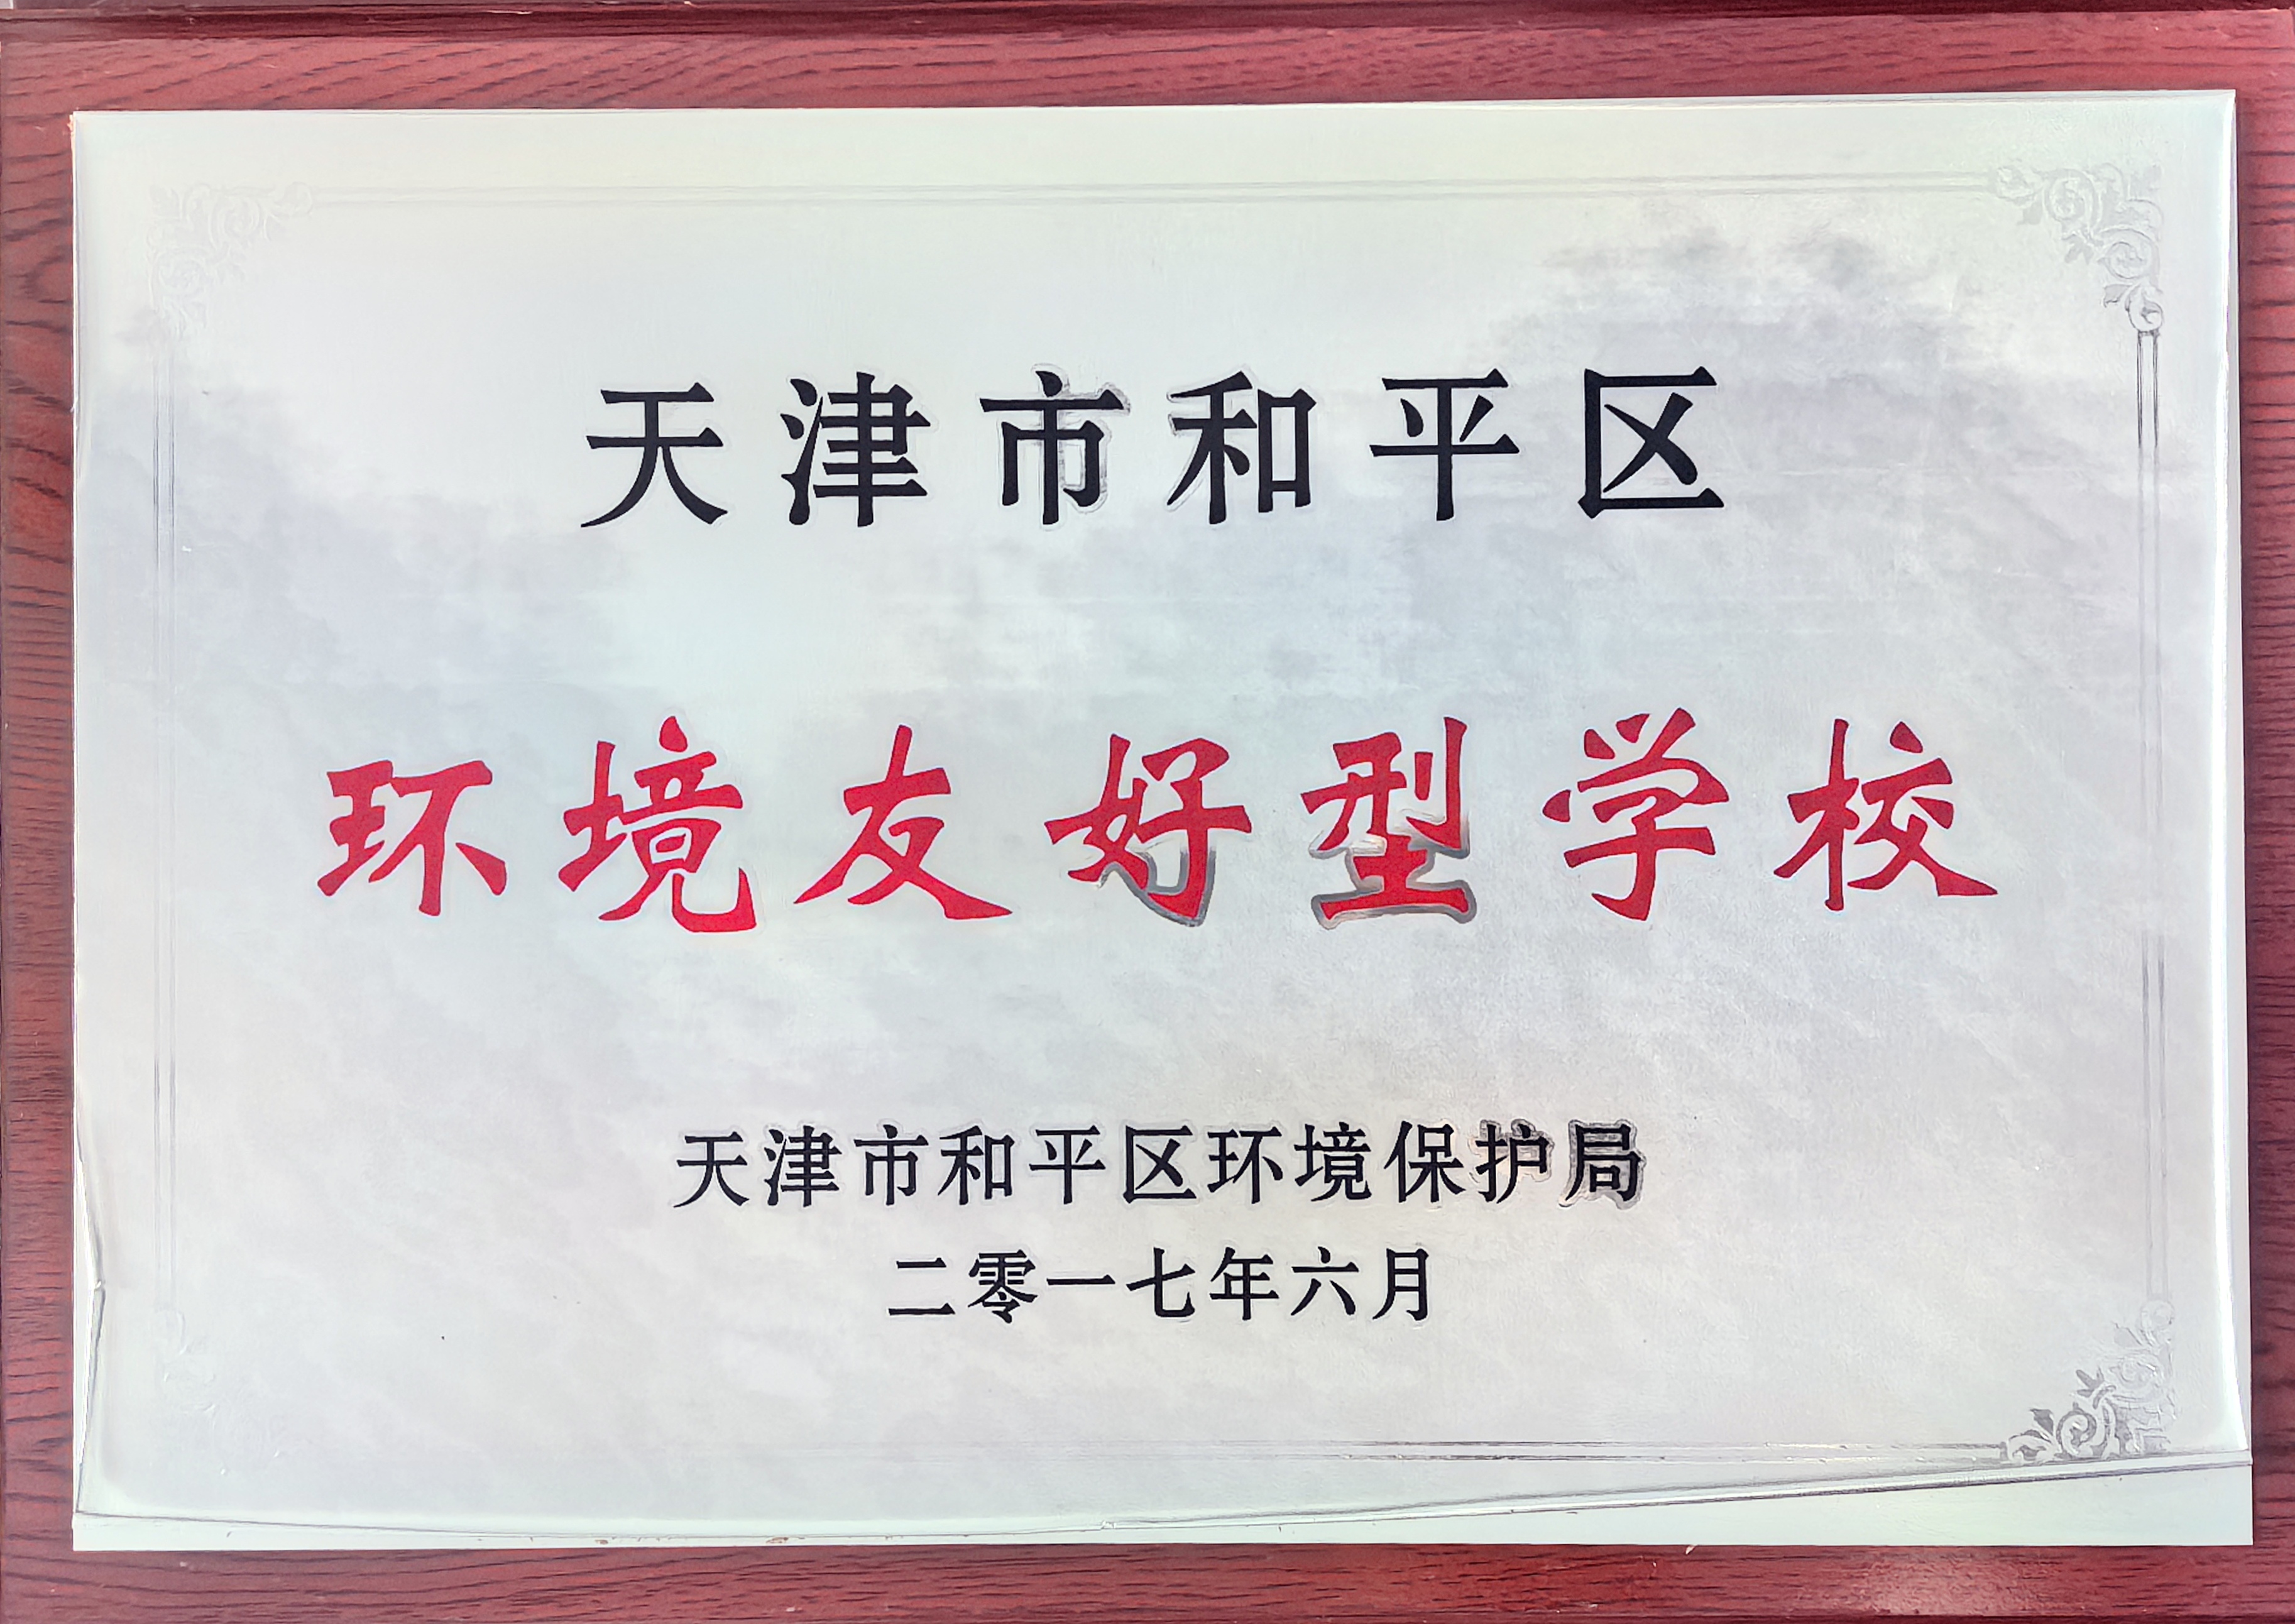 天津市和平区
环境友好型学校
天津市和平区环境保护局
二零一七年六月